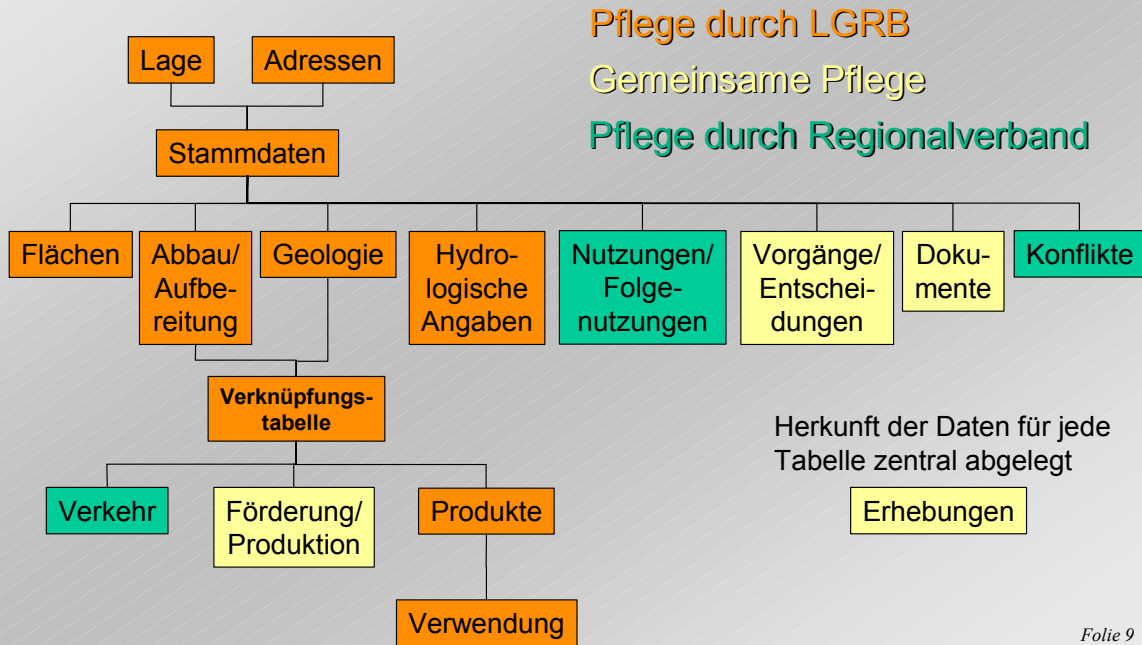 Pflege durch LGRB
Gemeinsame Pflege
Pflege durch Regionalverband
Lage
Adressen
Stammdaten
Flächen
Abbau/
Aufbe-
reitung
Geologie
Hydro-
logische
Angaben
Nutzungen/
Folge-
nutzungen
Vorgänge/
Entschei-
dungen
Doku-
mente
Konflikte
Verknüpfungs-
tabelle
Verkehr
Förderung/
Produktion
Produkte
Verwendung
Herkunft der Daten für jede
Tabelle zentral abgelegt
Erhebungen
Folie 9